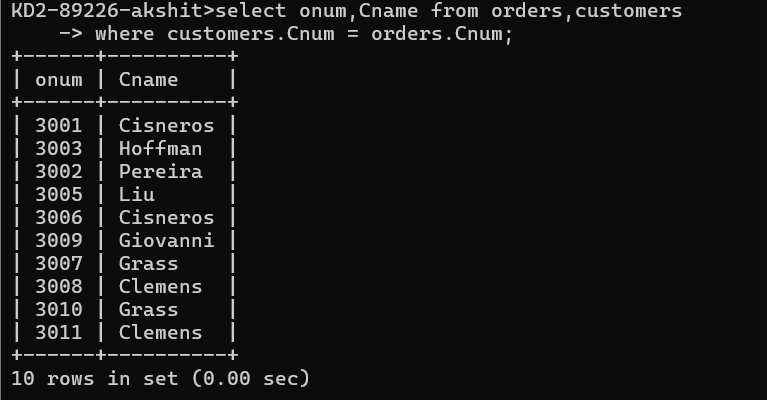 KD2-89226-akshit>select onum,Cname from orders,customers
    -> where customers.Cnum = orders.Cnum;
+------+----------+
| onum | Cname    |
+------+----------+
| 3001 | Cisneros |
| 3003 | Hoffman  |
| 3002 | Pereira  |
| 3005 | Liu      |
| 3006 | Cisneros |
| 3009 | Giovanni |
| 3007 | Grass    |
| 3008 | Clemens  |
| 3010 | Grass    |
| 3011 | Clemens  |
+------+----------+
10 rows in set (0.00 sec)